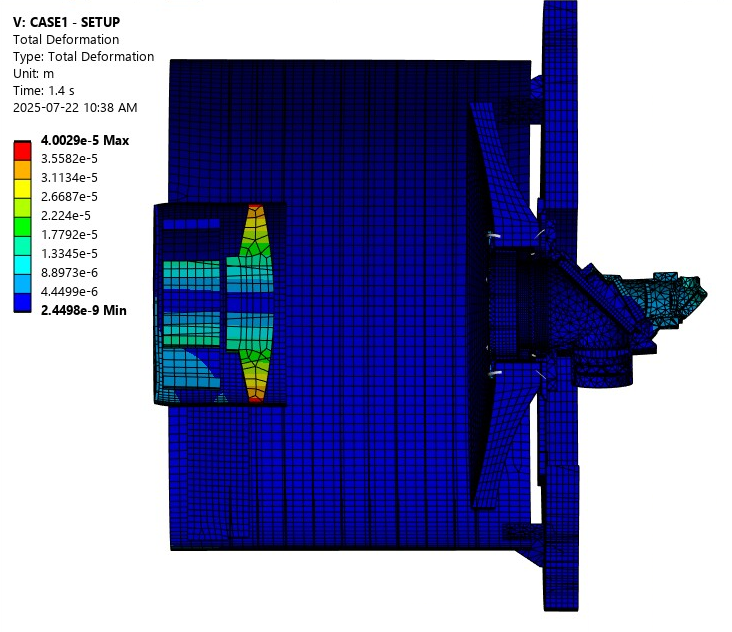 V: CASE1 - SETUP
Total Deformation
Type: Total Deformation
Unit: m
Time: 1.4 s
2025-07-22 10:38 AM
4.0029e-5 Max
3.5582e-5
3.1134e-5
2.6687e-5
2.224e-5
1.7792e-5
1.3345e-5
8.8973e-6
4.4499e-6
2.4498e-9 Min